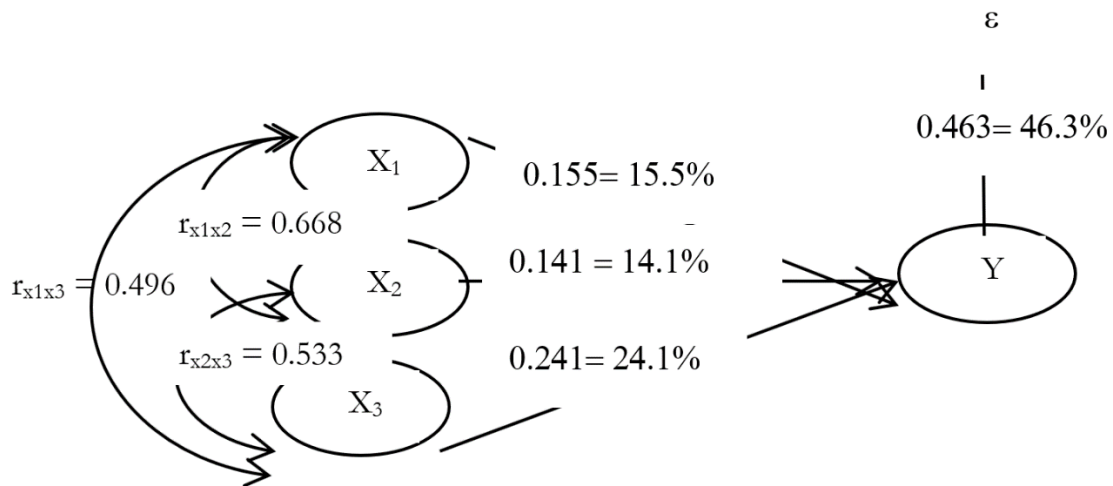 ε
0.463= 46.3%
X₁
0.155= 15.5%
rₓ₁ₓ₂ = 0.668
0.141 = 14.1%
Y
rₓ₁ₓ₃ = 0.496
X₂
rₓ₂ₓ₃ = 0.533
0.241= 24.1%
X₃